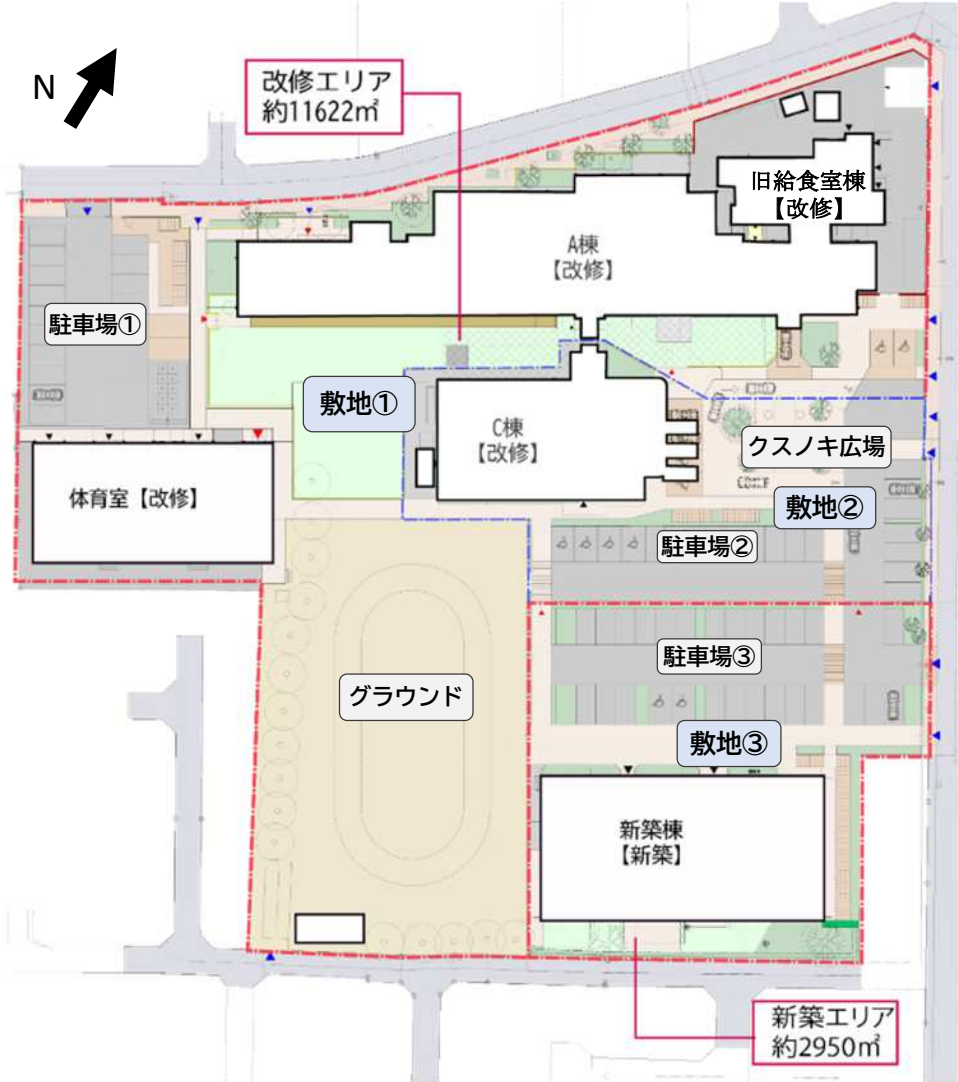 N
改修エリア
約11622㎡
旧給食室棟
【改修】
A棟
【改修】
駐車場①
敷地①
C棟
【改修】
クスノキ広場
体育室【改修】
敷地②
駐車場②
駐車場③
グラウンド
敷地③
新築棟
【新築】
新築エリア
約2950㎡